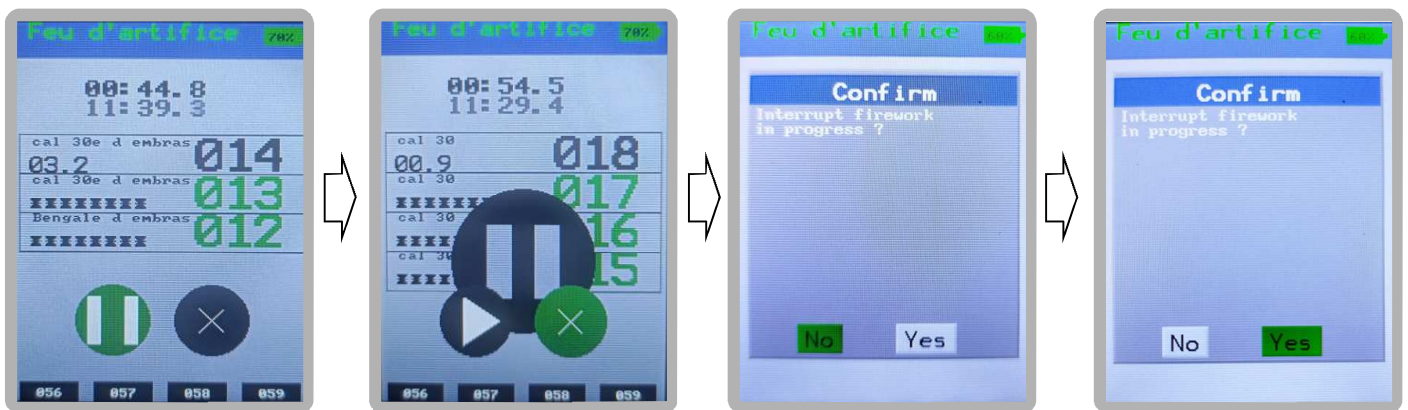 Feu d'artifice 70%
00:44.8
11:39.3
cal 30e d embras 014
03.2
cal 30e d embras 013
Bengale d embras 012
056 057 058 059
Feu d'artifice 70%
00:54.5
11:29.4
cal 30 018
00.9
cal 30 017
cal 30 16
15
056 057 058 059
Feu d'artifice 60%
Confirm
Interrupt firework
in progress ?
No Yes
Feu d'artifice 60%
Confirm
Interrupt firework
in progress ?
No Yes